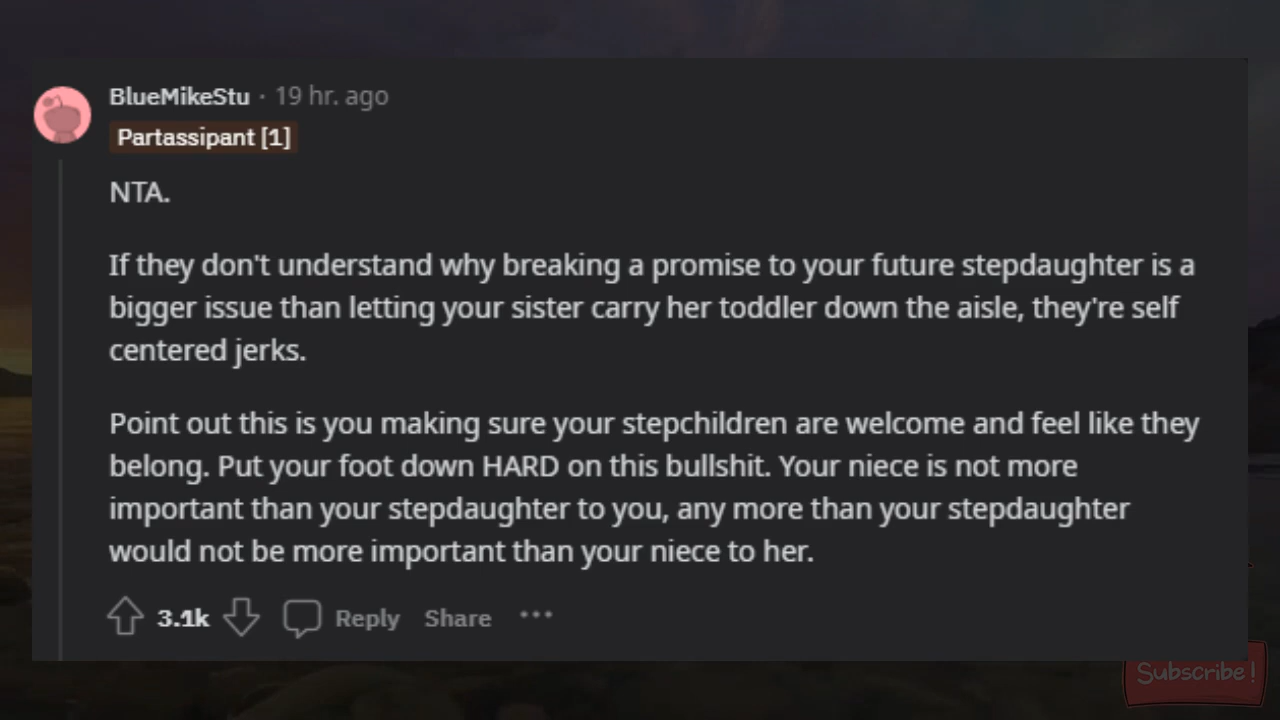 BlueMikeStu · 19 hr. ago
Partassipant [1]
NTA.
If they don't understand why breaking a promise to your future stepdaughter is a
bigger issue than letting your sister carry her toddler down the aisle, they're self
centered jerks.
Point out this is you making sure your stepchildren are welcome and feel like they
belong. Put your foot down HARD on this bullshit. Your niece is not more
important than your stepdaughter to you, any more than your stepdaughter
would not be more important than your niece to her.
3.1k Reply Share ···
Subscribe!